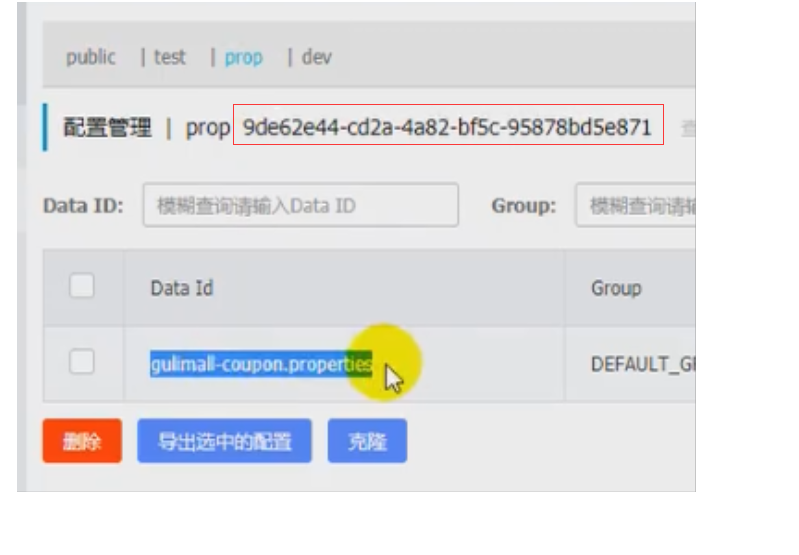 public | test | prop | dev
配置管理 | prop 9de62e44-cd2a-4a82-bf5c-95878bd5e871 查
Data ID: 模糊查询请输入Data ID Group: 模糊查询请输
Data Id Group
gulimall-coupon.properties DEFAULT_GR
删除 导出选中的配置 克隆